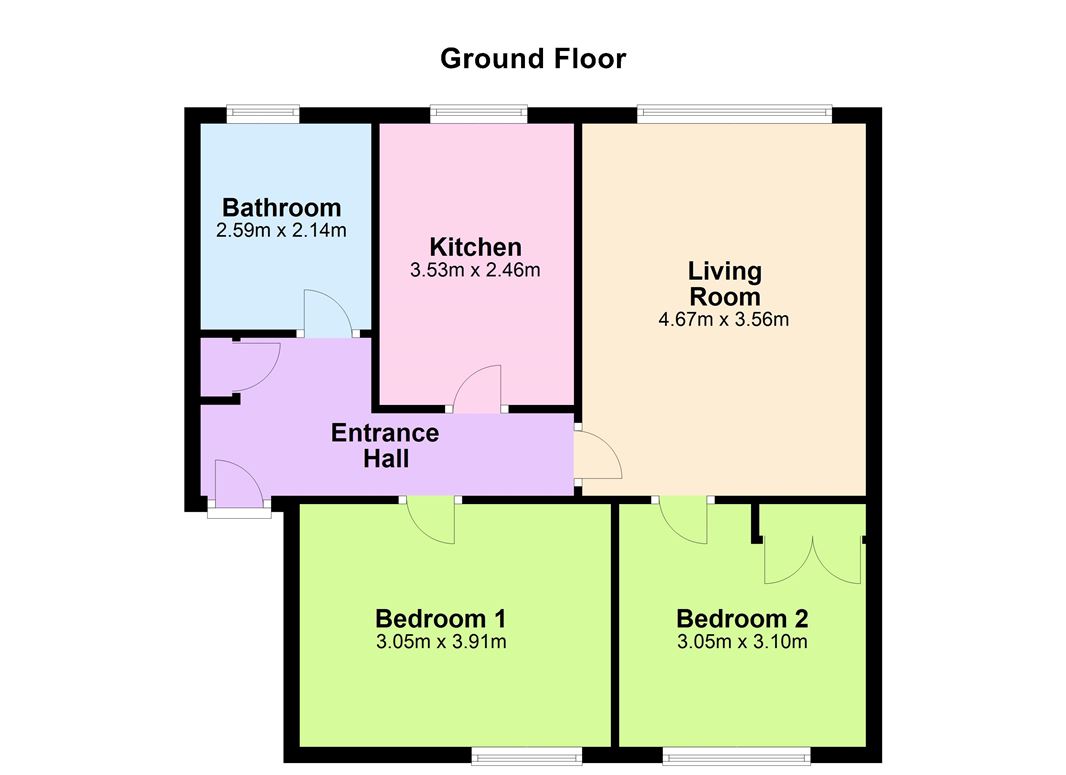 Ground Floor
Bathroom
2.59m x 2.14m
Kitchen
3.53m x 2.46m
Living
Room
4.67m x 3.56m
Entrance
Hall
Bedroom 1
3.05m x 3.91m
Bedroom 2
3.05m x 3.10m